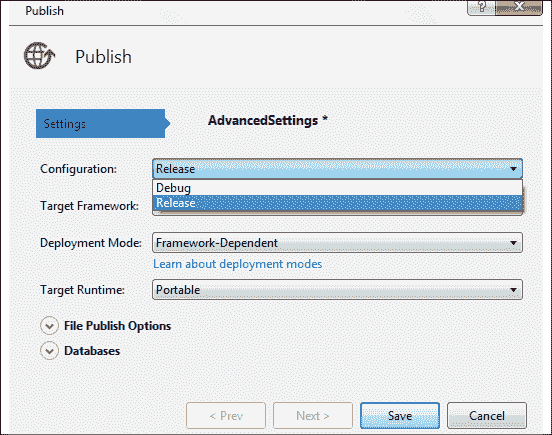 Publish
?
Publish
Settings
AdvancedSettings *
Configuration: Release
Debug
Target Framework: Release
Deployment Mode: Framework-Dependent
Learn about deployment modes
Target Runtime: Portable
File Publish Options
Databases
< Prev Next > Save Cancel